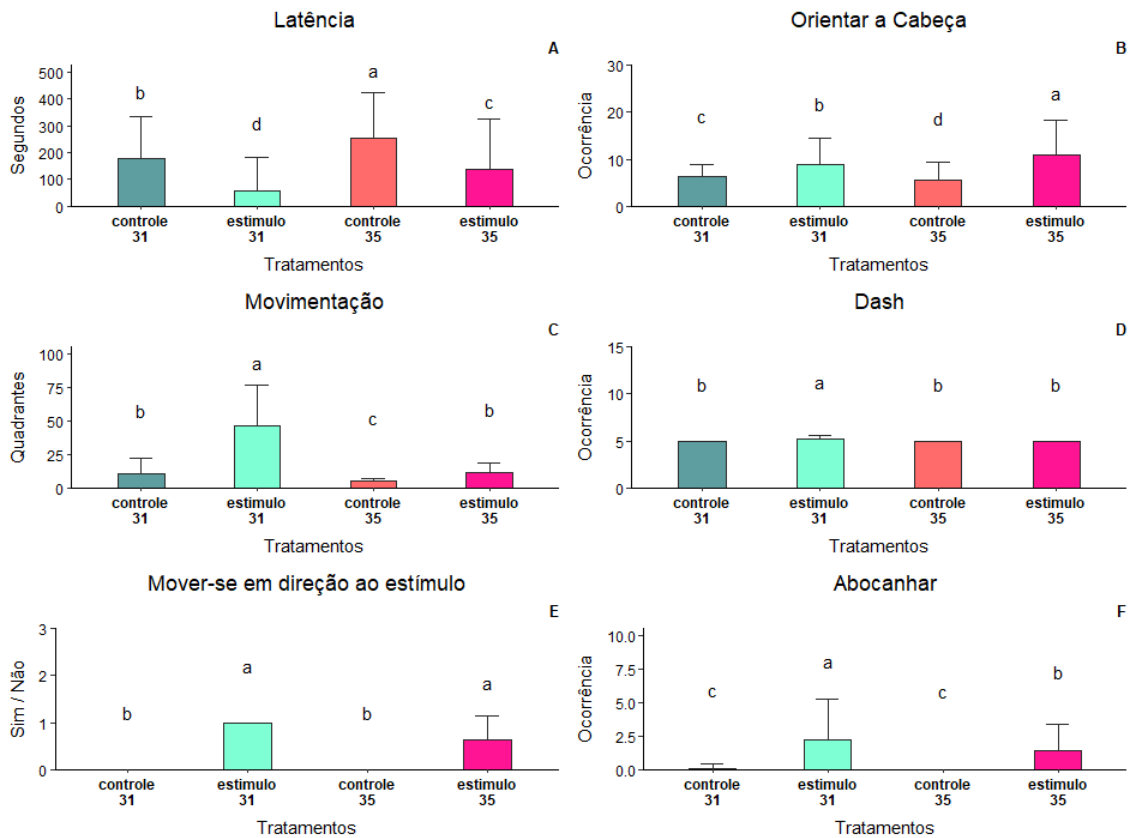 Latência
A
Segundos
500
400
300
200
100
0
b
d
a
c
controle estimulo controle estimulo
31 31 35 35
Tratamentos
Orientar a Cabeça
B
Ocorrência
30
20
10
0
c
b
d
a
controle estimulo controle estimulo
31 31 35 35
Tratamentos
Movimentação
C
Quadrantes
100
75
50
25
0
b
a
c
b
controle estimulo controle estimulo
31 31 35 35
Tratamentos
Dash
D
Ocorrência
15
10
5
0
b
a
b
b
controle estimulo controle estimulo
31 31 35 35
Tratamentos
Mover-se em direção ao estímulo
E
Sim / Não
3
2
1
0
b
a
b
a
controle estimulo controle estimulo
31 31 35 35
Tratamentos
Abocanhar
F
Ocorrência
10.0
7.5
5.0
2.5
0.0
c
a
c
b
controle estimulo controle estimulo
31 31 35 35
Tratamentos